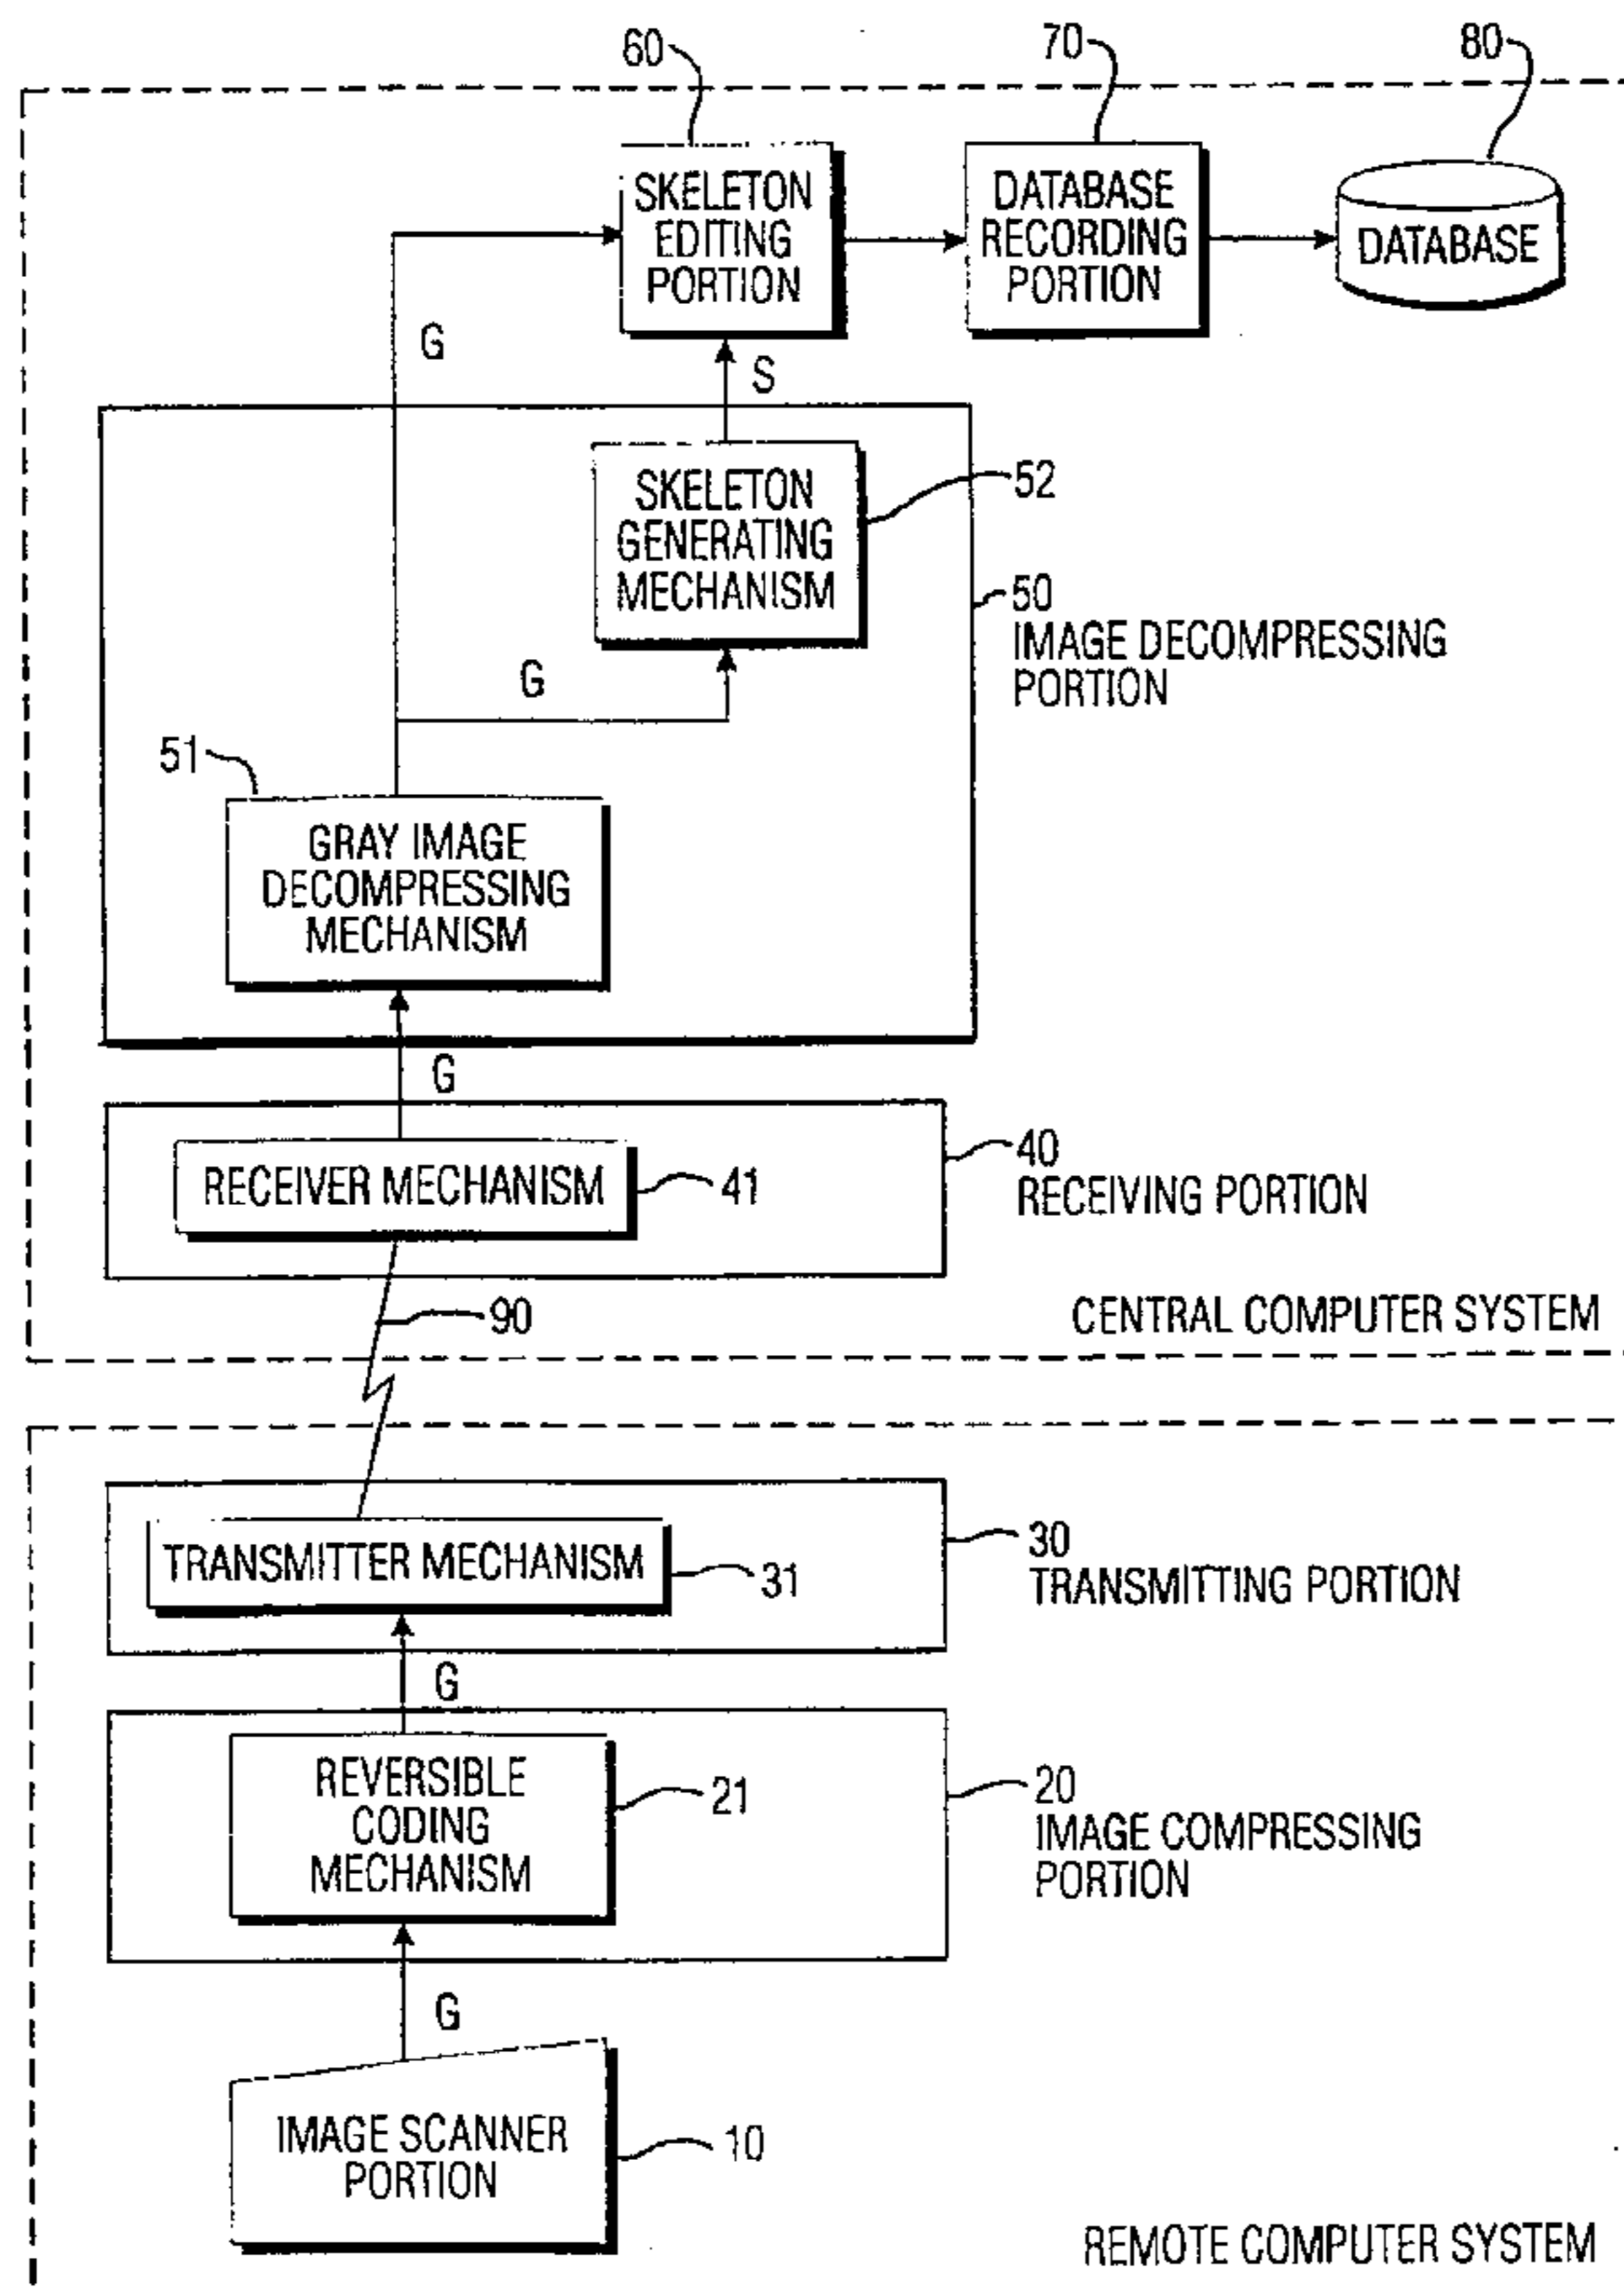 60
70
80
SKELETON
EDITING
PORTION
DATABASE
RECORDING
PORTION
DATABASE
G
S
SKELETON
GENERATING
MECHANISM
52
50
IMAGE DECOMPRESSING
PORTION
G
51
GRAY IMAGE
DECOMPRESSING
MECHANISM
G
40
RECEIVING PORTION
RECEIVER MECHANISM
41
90
CENTRAL COMPUTER SYSTEM
30
TRANSMITTING PORTION
TRANSMITTER MECHANISM
31
G
REVERSIBLE
CODING
MECHANISM
21
20
IMAGE COMPRESSING
PORTION
G
IMAGE SCANNER
PORTION
10
REMOTE COMPUTER SYSTEM